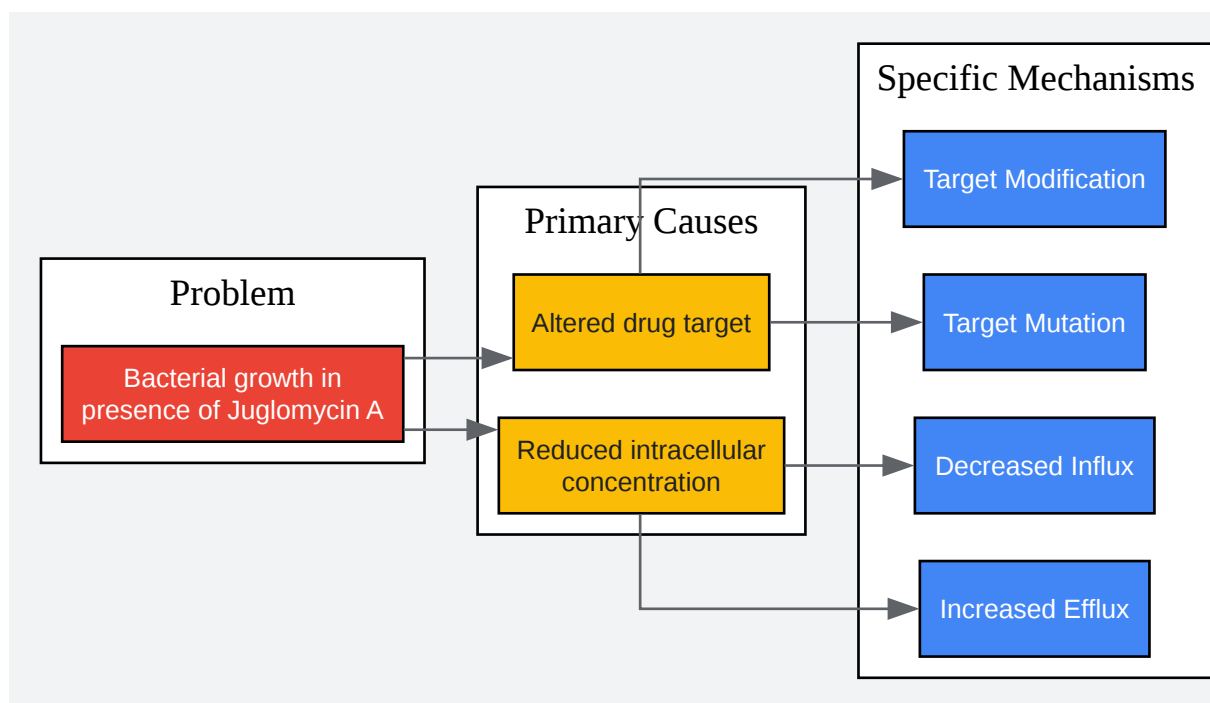 Problem
Bacterial growth in
presence of Juglomycin A
Primary Causes
Altered drug target
Reduced intracellular
concentration
Specific Mechanisms
Target Modification
Target Mutation
Decreased Influx
Increased Efflux